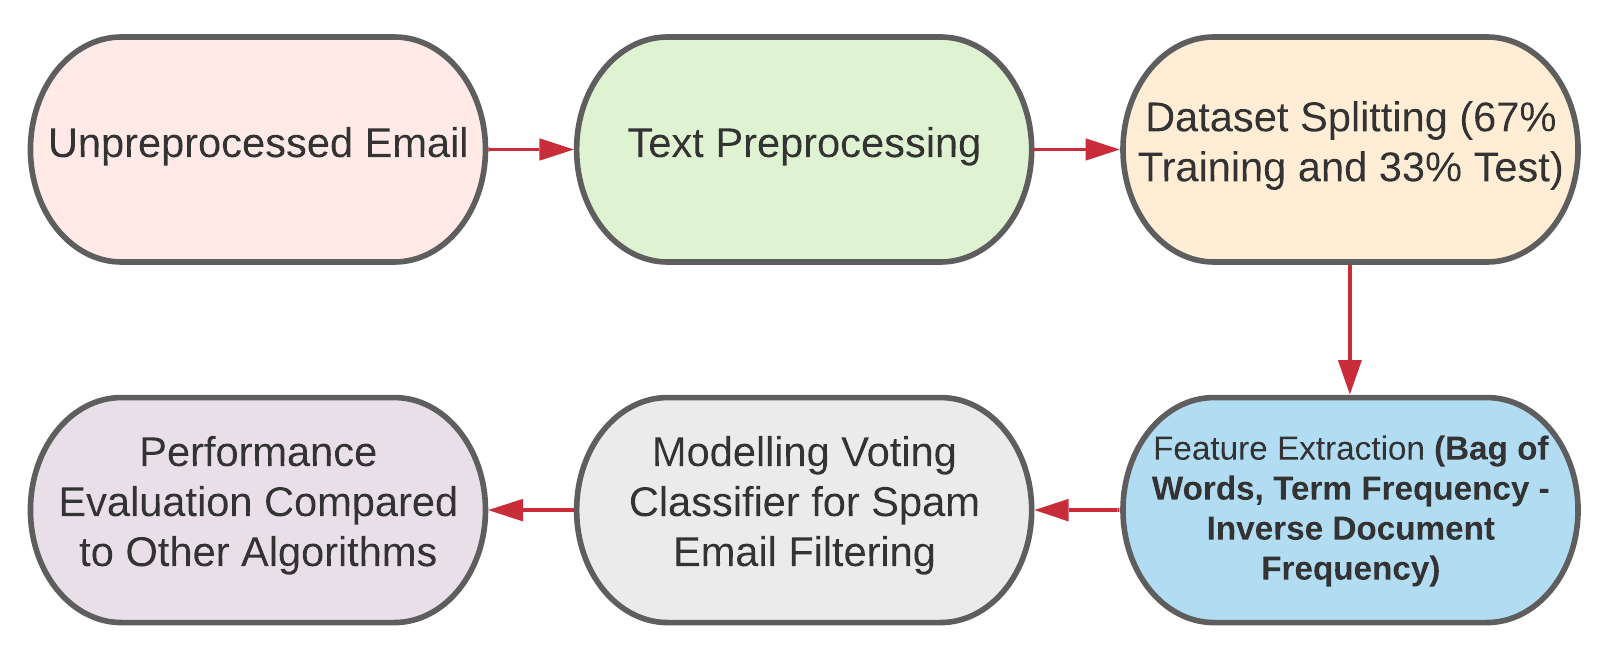 Unpreprocessed Email
Text Preprocessing
Dataset Splitting (67%
Training and 33% Test)
Feature Extraction (Bag of
Words, Term Frequency -
Inverse Document
Frequency)
Modelling Voting
Classifier for Spam
Email Filtering
Performance
Evaluation Compared
to Other Algorithms